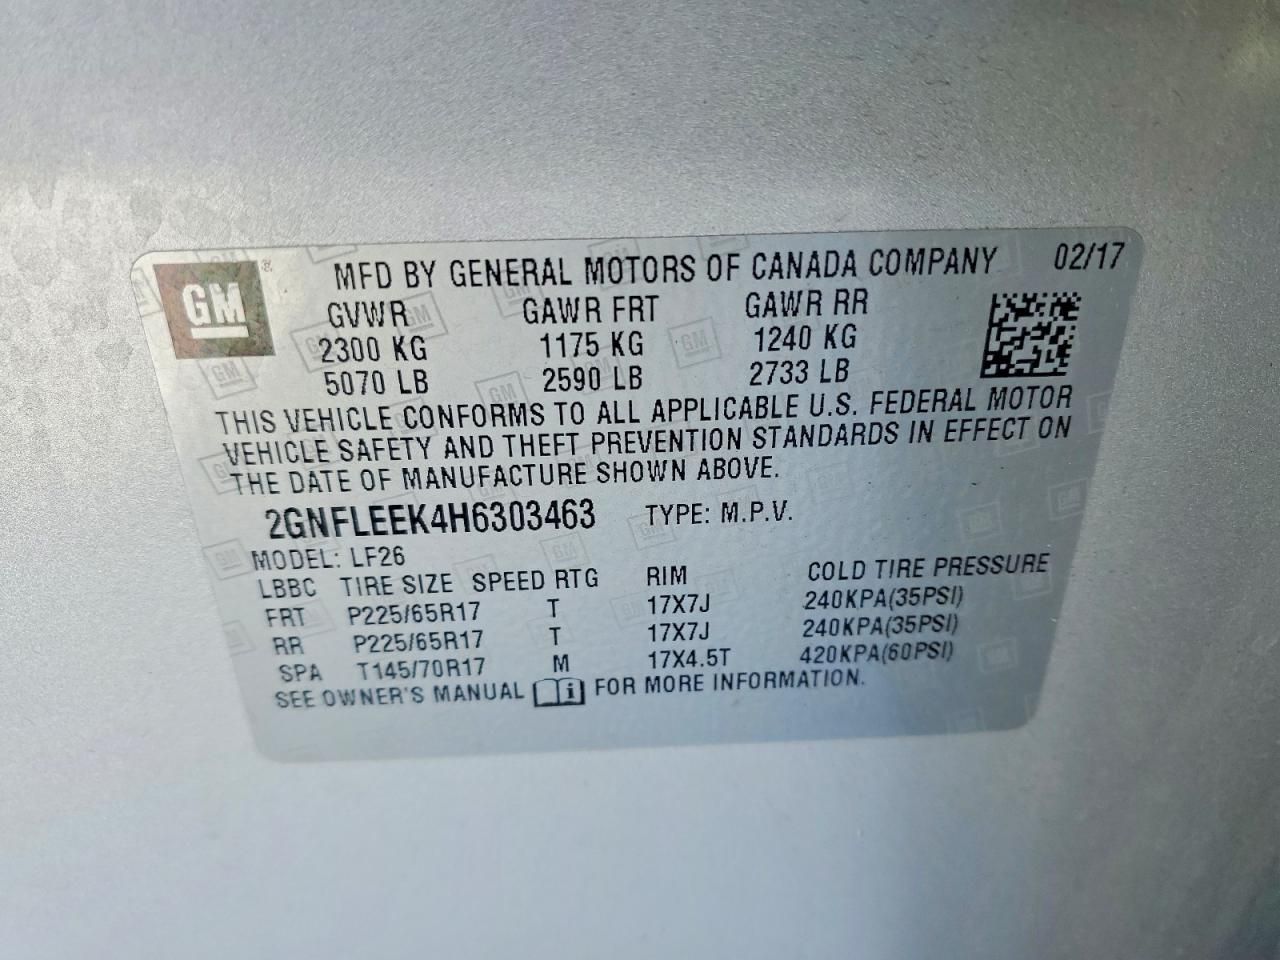 GM ® MFD BY GENERAL MOTORS OF CANADA COMPANY 02/17
GVWR GAWR FRT GAWR RR
2300 KG 1175 KG 1240 KG
5070 LB 2590 LB 2733 LB
THIS VEHICLE CONFORMS TO ALL APPLICABLE U.S. FEDERAL MOTOR
VEHICLE SAFETY AND THEFT PREVENTION STANDARDS IN EFFECT ON
THE DATE OF MANUFACTURE SHOWN ABOVE.
2GNFLEEK4H6303463 TYPE: M.P.V.
MODEL: LF26
LBBC TIRE SIZE SPEED RTG RIM COLD TIRE PRESSURE
FRT P225/65R17 T 17X7J 240KPA(35PSI)
RR P225/65R17 T 17X7J 240KPA(35PSI)
SPA T145/70R17 M 17X4.5T 420KPA(60PSI)
SEE OWNER'S MANUAL i FOR MORE INFORMATION.